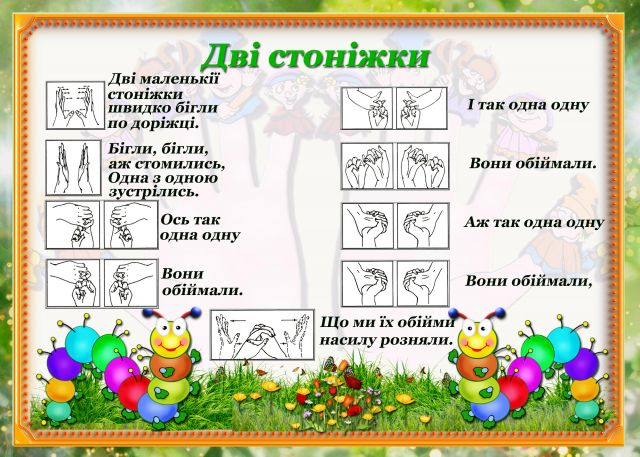 Дві стоніжки
Дві маленькії
стоніжки
швидко бігли
по доріжці.
Бігли, бігли,
аж стомились,
Одна з одною
зустрілись.
Ось так
одна одну
Вони
обіймали.
І так одна одну
Вони обіймали.
Аж так одна одну
Вони обіймали,
Що ми їх обійми
насилу розняли.